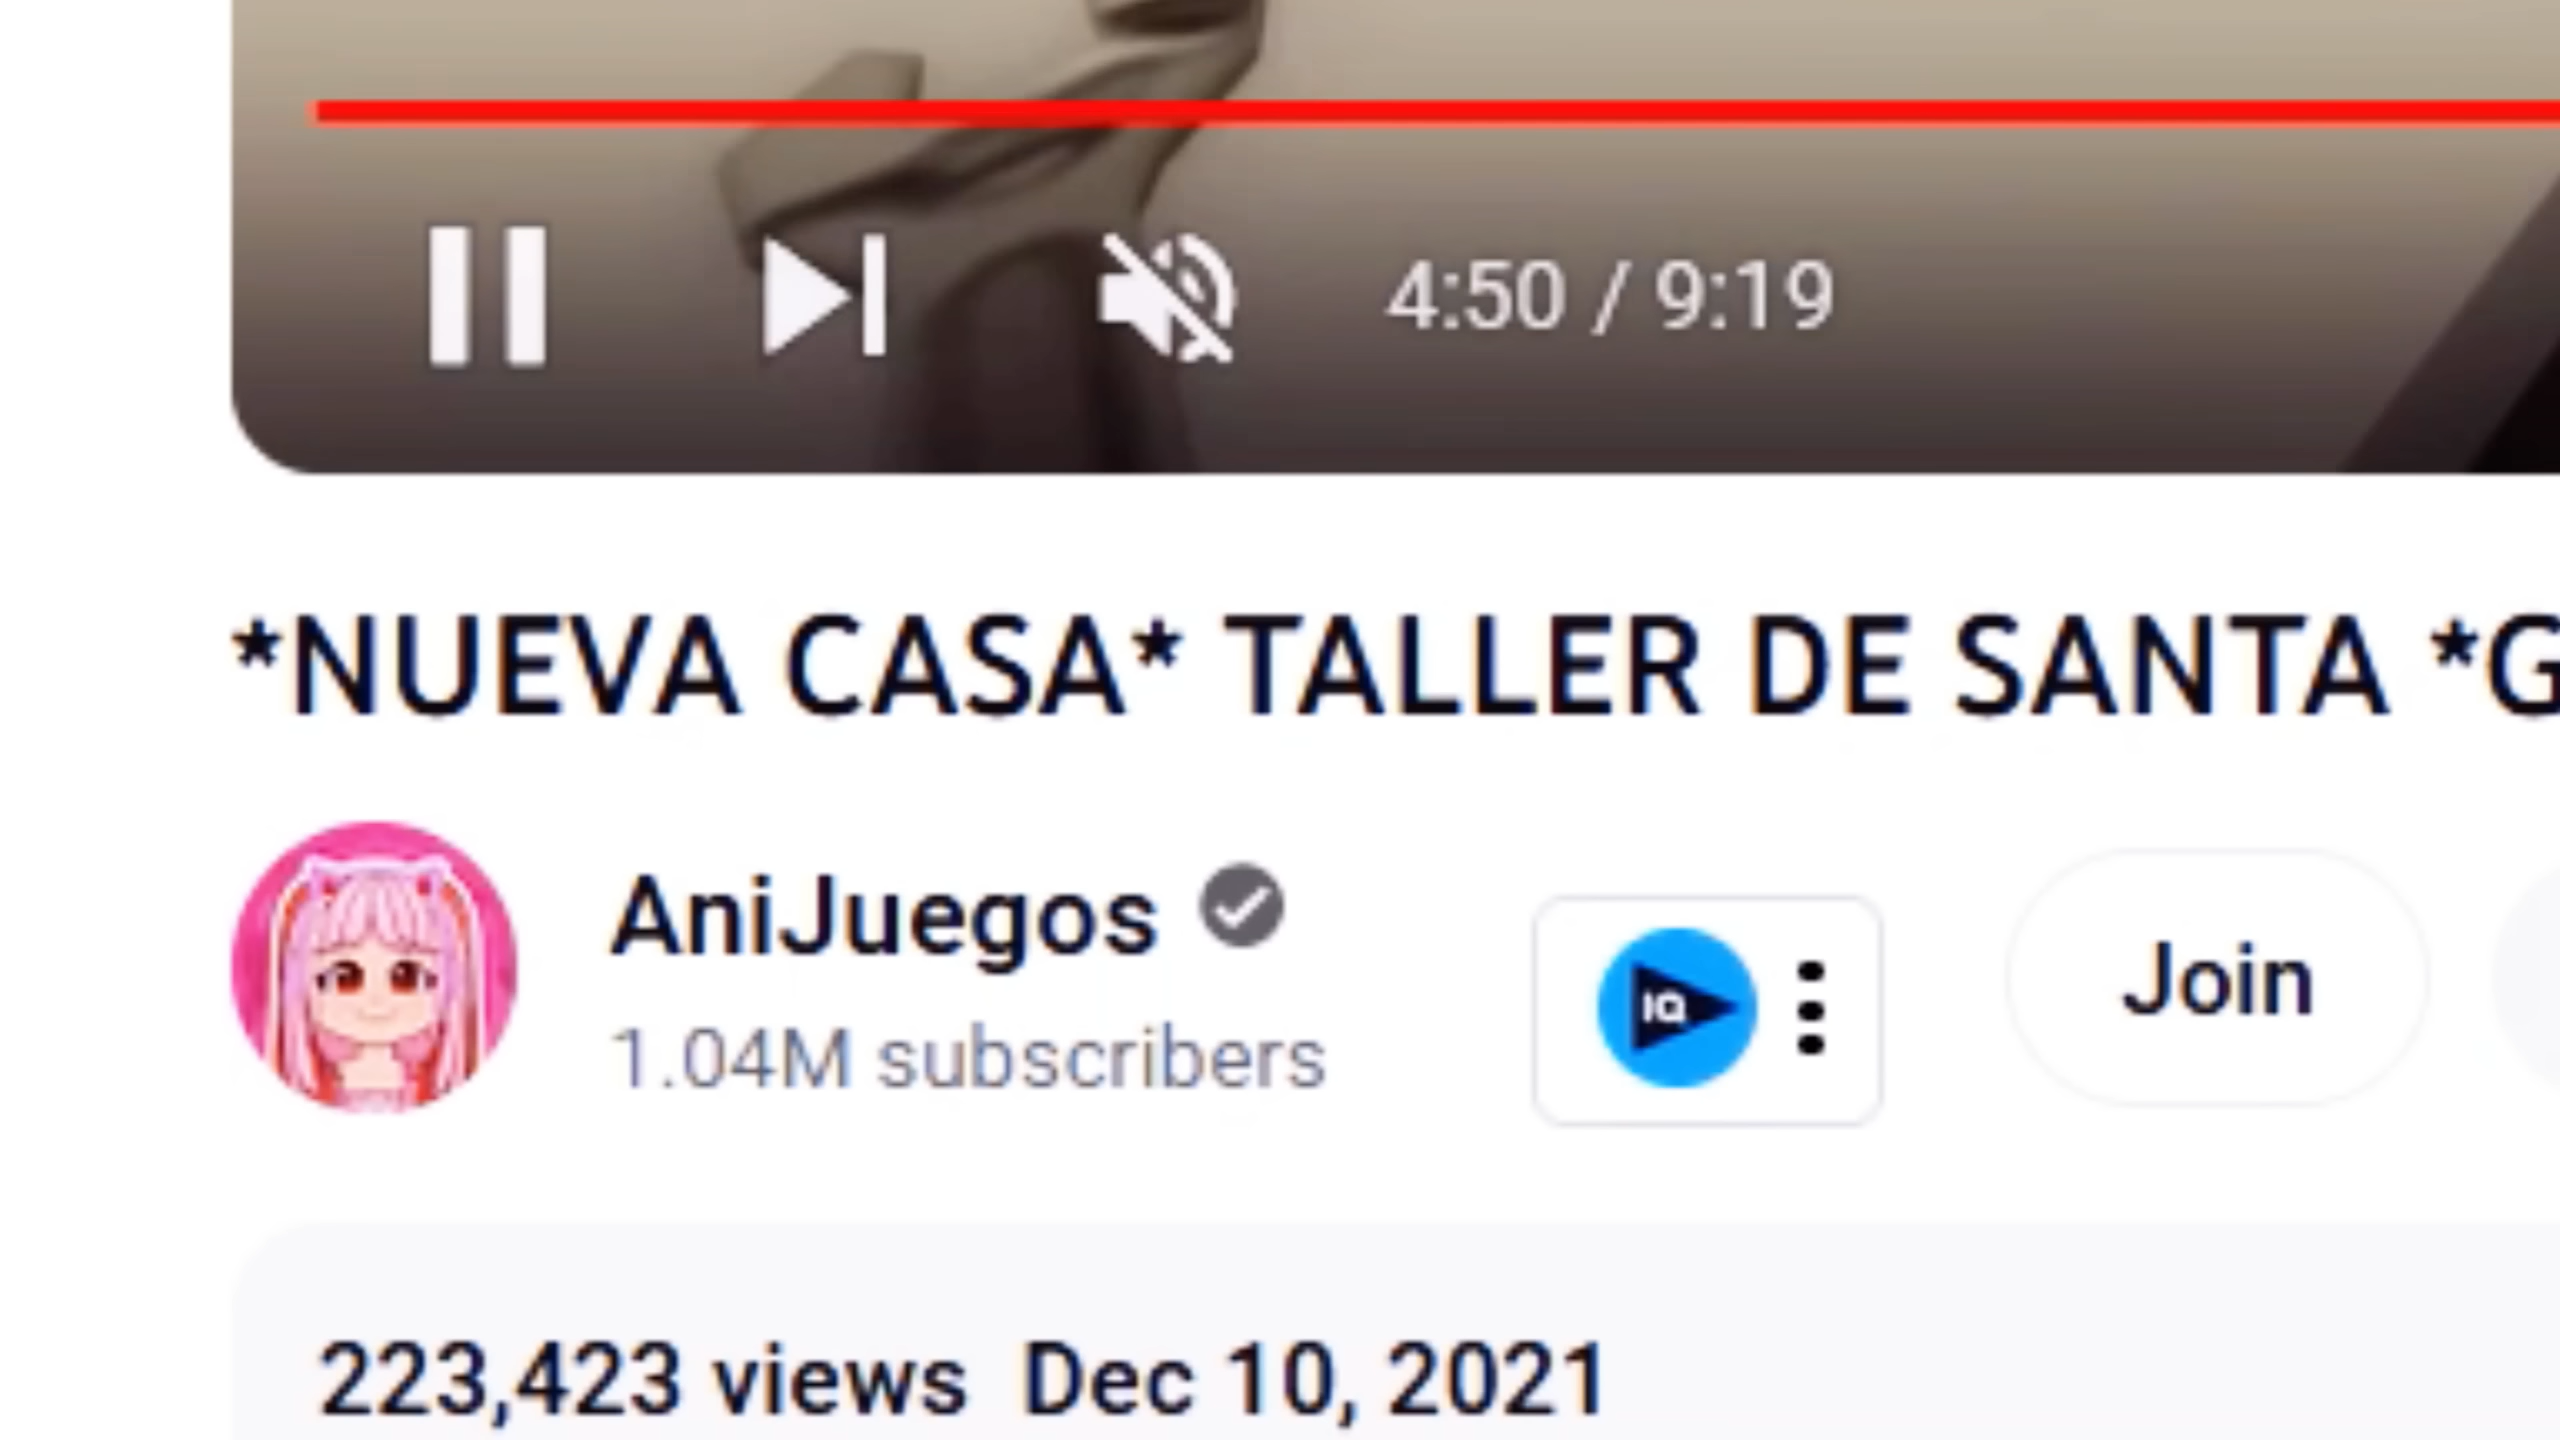 4:50 / 9:19
*NUEVA CASA* TALLER DE SANTA *G
AniJuegos
1.04M subscribers
IQ
Join
223,423 views Dec 10, 2021